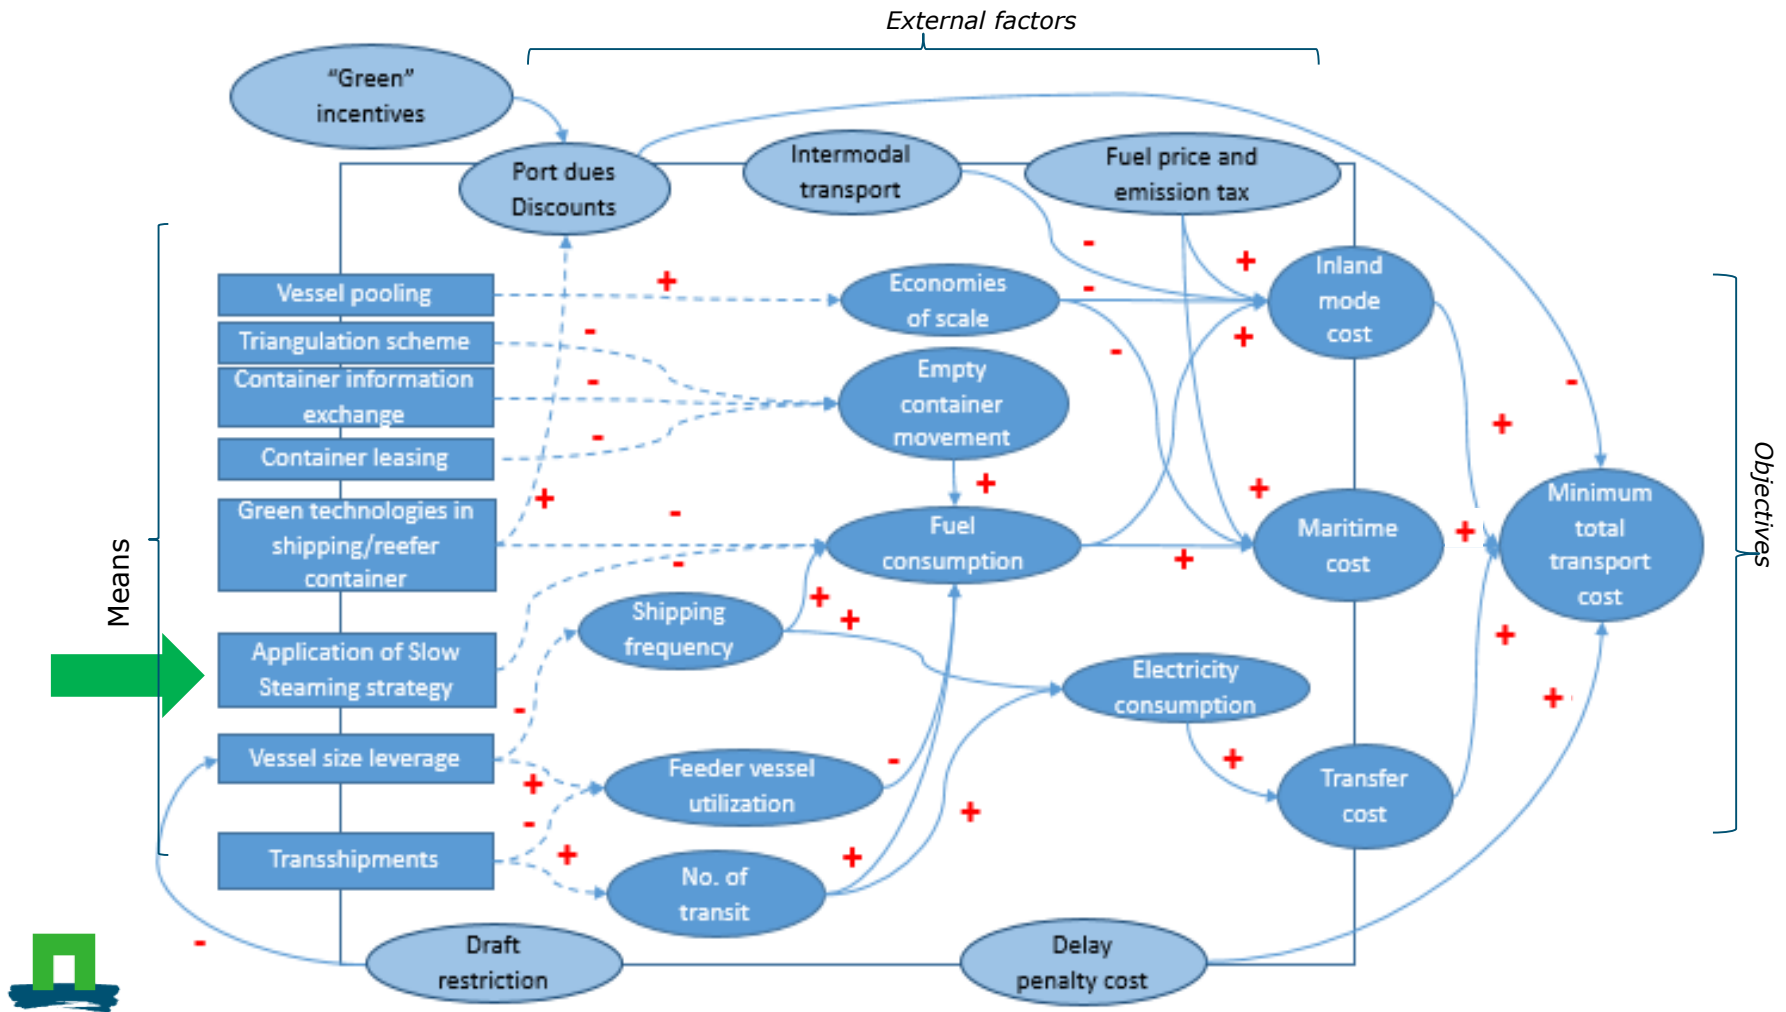 External factors
“Green”
incentives
Port dues
Discounts
Intermodal
transport
Fuel price and
emission tax
Means
Vessel pooling
Triangulation scheme
Container information
exchange
Container leasing
Green technologies in
shipping/reefer
container
Application of Slow
Steaming strategy
Vessel size leverage
Transshipments
Economies
of scale
Empty
container
movement
Fuel
consumption
Shipping
frequency
Feeder vessel
utilization
No. of
transit
Electricity
consumption
Inland
mode
cost
Maritime
cost
Transfer
cost
Minimum
total
transport
cost
Objectives
Draft
restriction
Delay
penalty cost
+
-
-
-
+
-
-
-
+
-
+
-
+
+
+
+
-
+
+
-
-
-
+
+
+
+
+
-
+
+
+
+
-